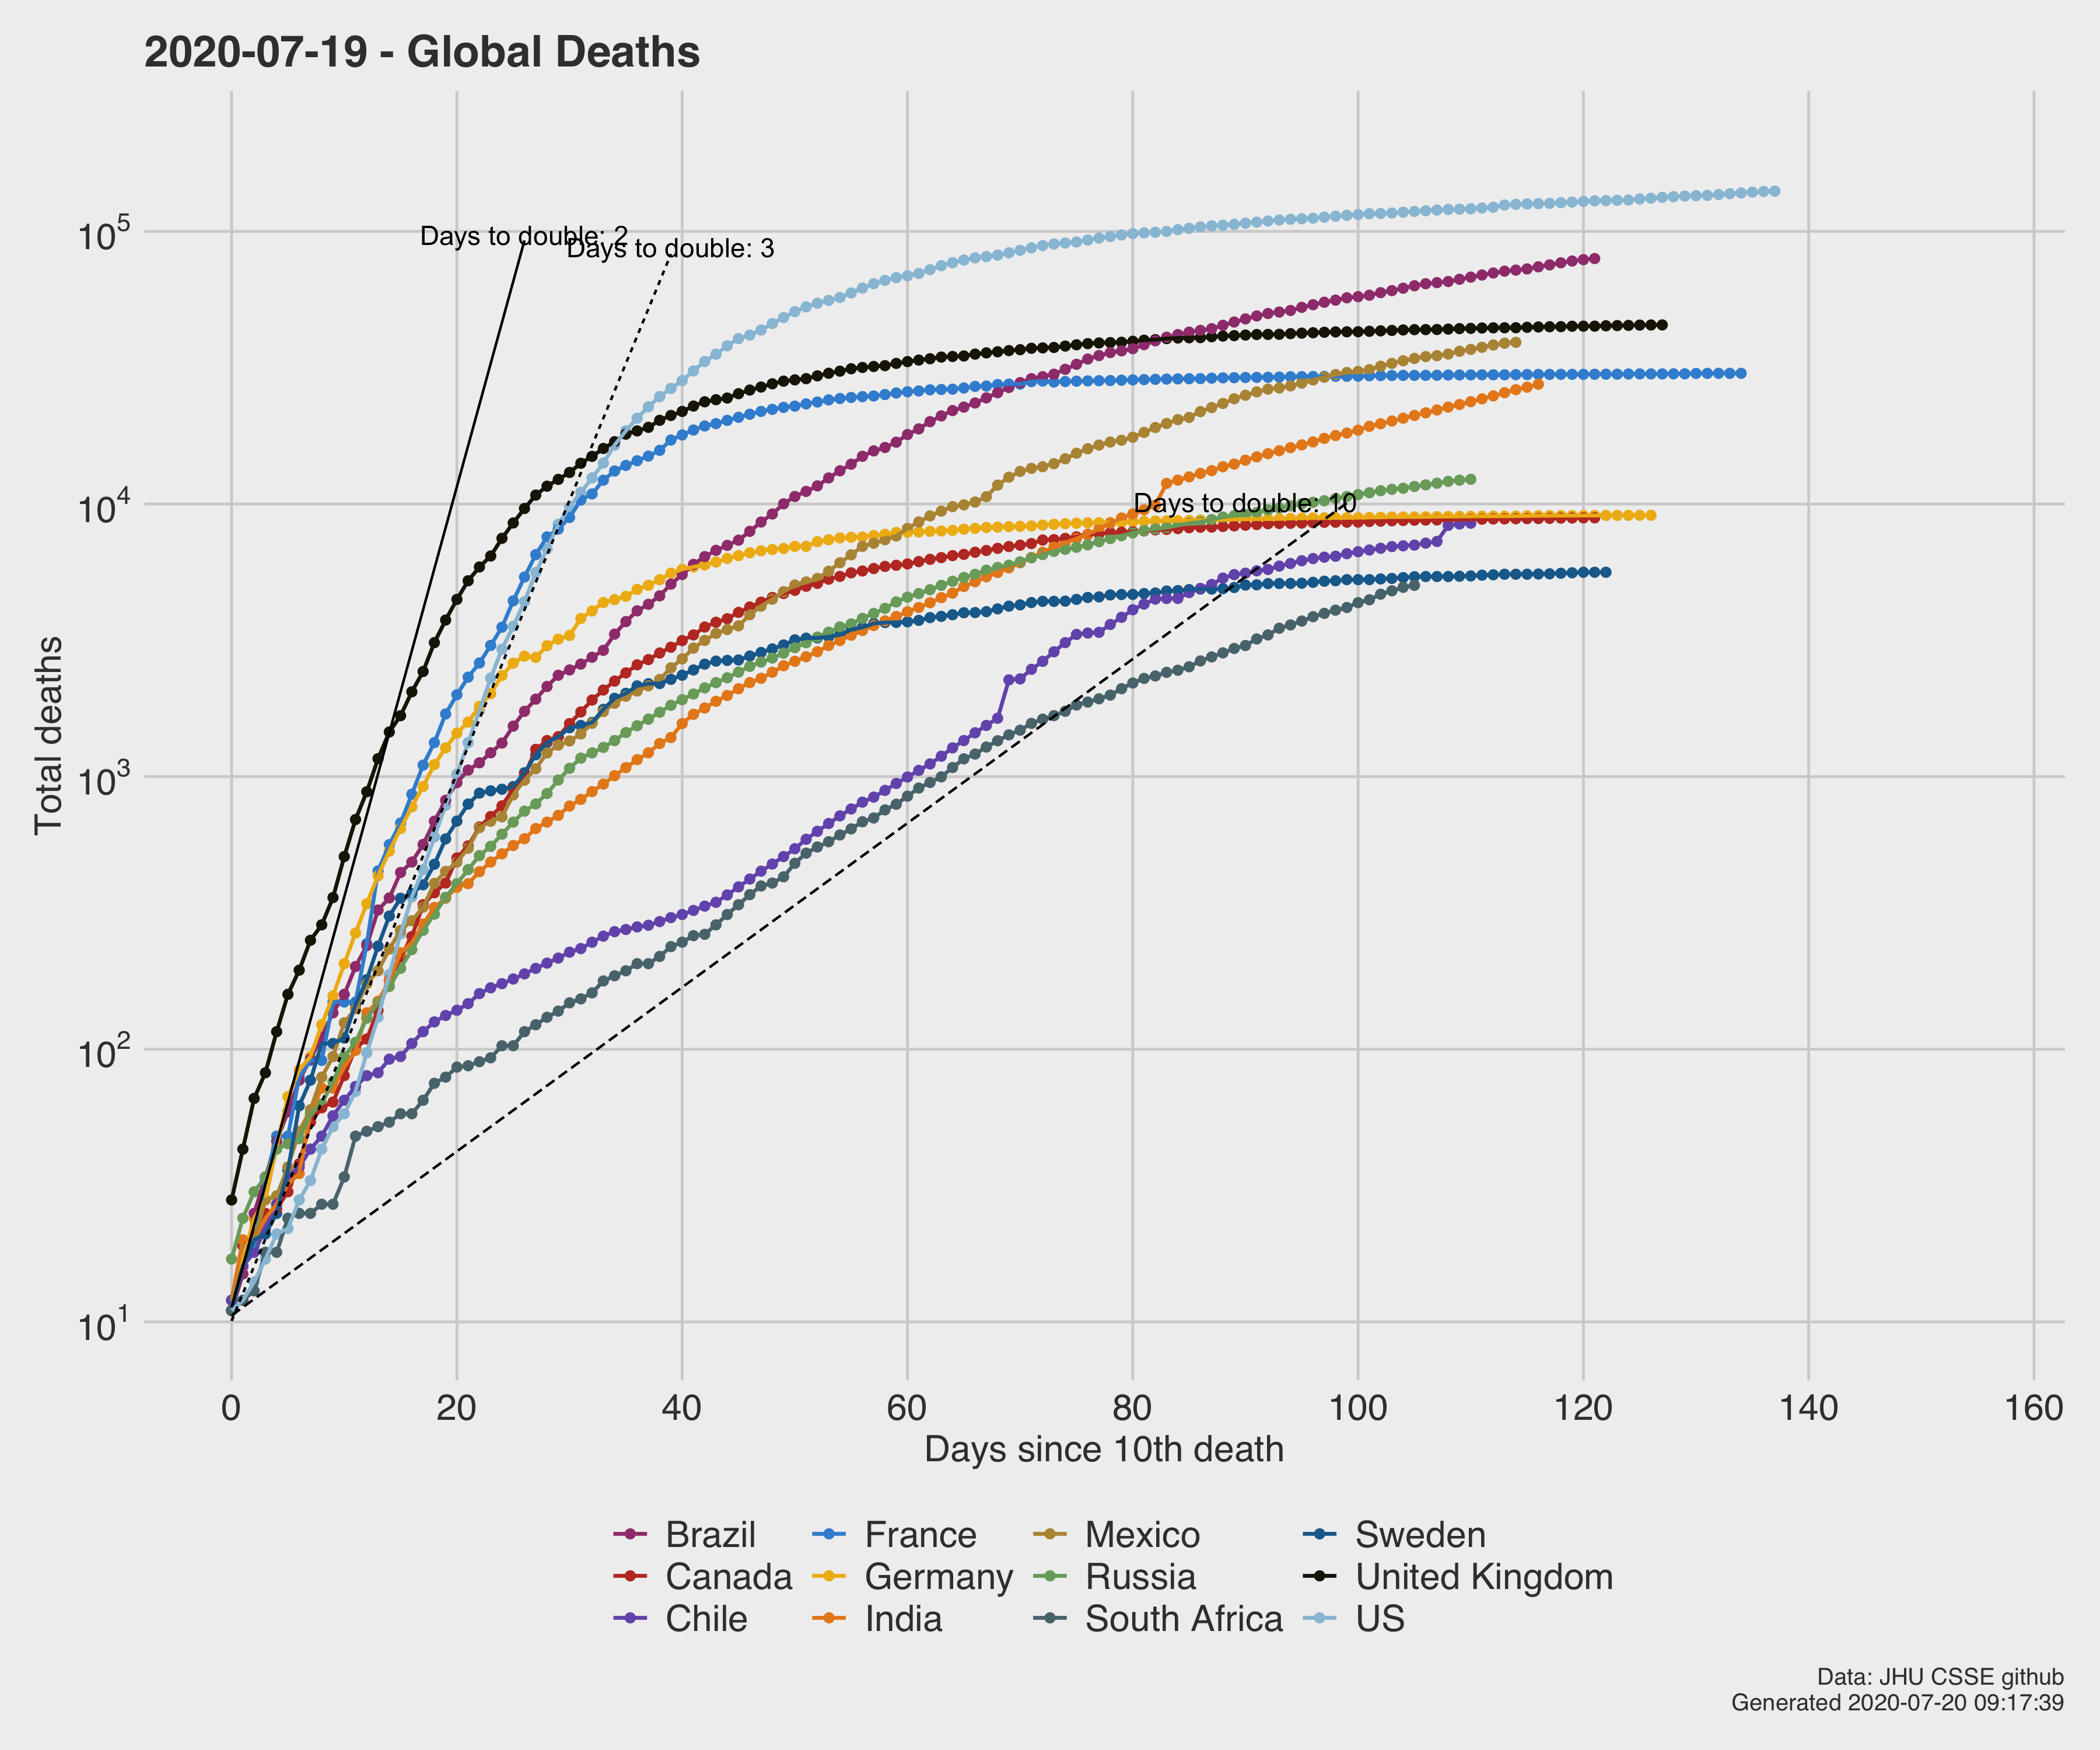 2020-07-19 - Global Deaths
Total deaths
10^5
10^4
10^3
10^2
10^1
Days to double: 2
Days to double: 3
Days to double: 10
0 20 40 60 80 100 120 140 160
Days since 10th death
Brazil France Mexico Sweden
Canada Germany Russia United Kingdom
Chile India South Africa US
Data: JHU CSSE github
Generated 2020-07-20 09:17:39